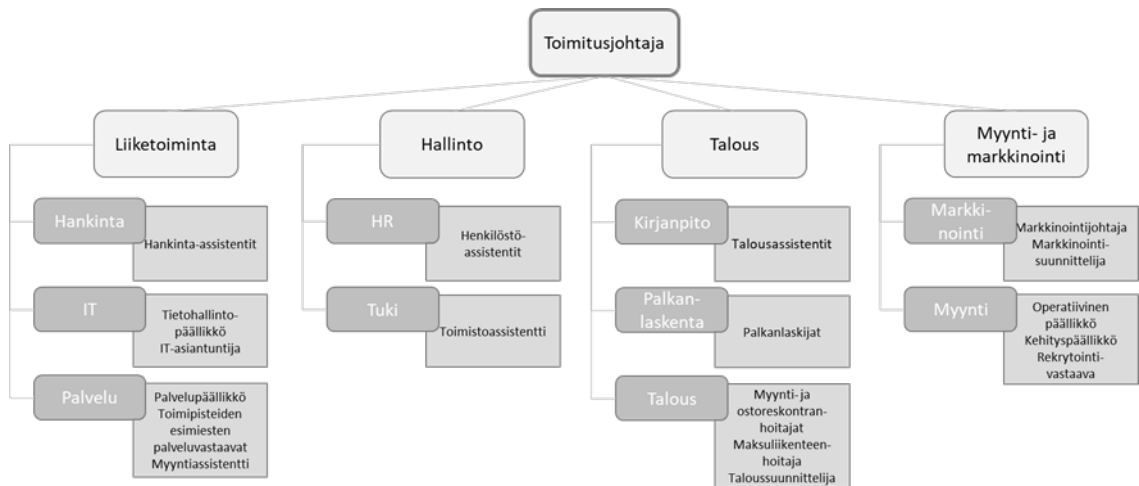 Toimitusjohtaja
Liiketoiminta
Hankinta
Hankinta-assistentit
IT
Tietohallinto-
päällikkö
IT-asiantuntija
Palvelu
Palvelupäällikkö
Toimipisteiden
esimiesten
palveluvastaavat
Myyntiassistentti
Hallinto
HR
Henkilöstö-
assistentit
Tuki
Toimistoassistentti
Talous
Kirjanpito
Talousassistentit
Palkan-
laskenta
Palkanlaskijat
Talous
Myynti- ja
ostoreskontran-
hoitajat
Maksuliikenteen-
hoitaja
Taloussuunnittelija
Myynti- ja
markkinointi
Markki-
nointi
Markkinointijohtaja
Markkinointi-
suunnittelija
Myynti
Operatiivinen
päällikkö
Kehityspäällikkö
Rekrytointi-
vastaava